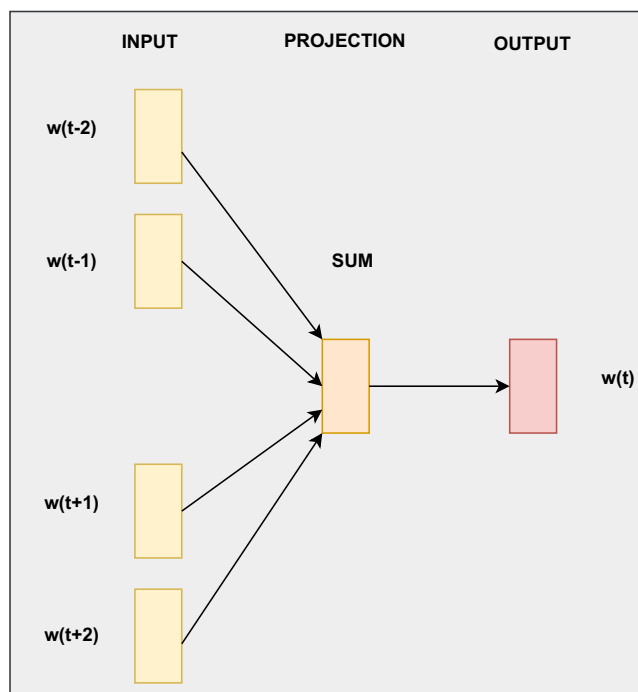 INPUT PROJECTION OUTPUT
w(t-2)
w(t-1) SUM
w(t)
w(t+1)
w(t+2)